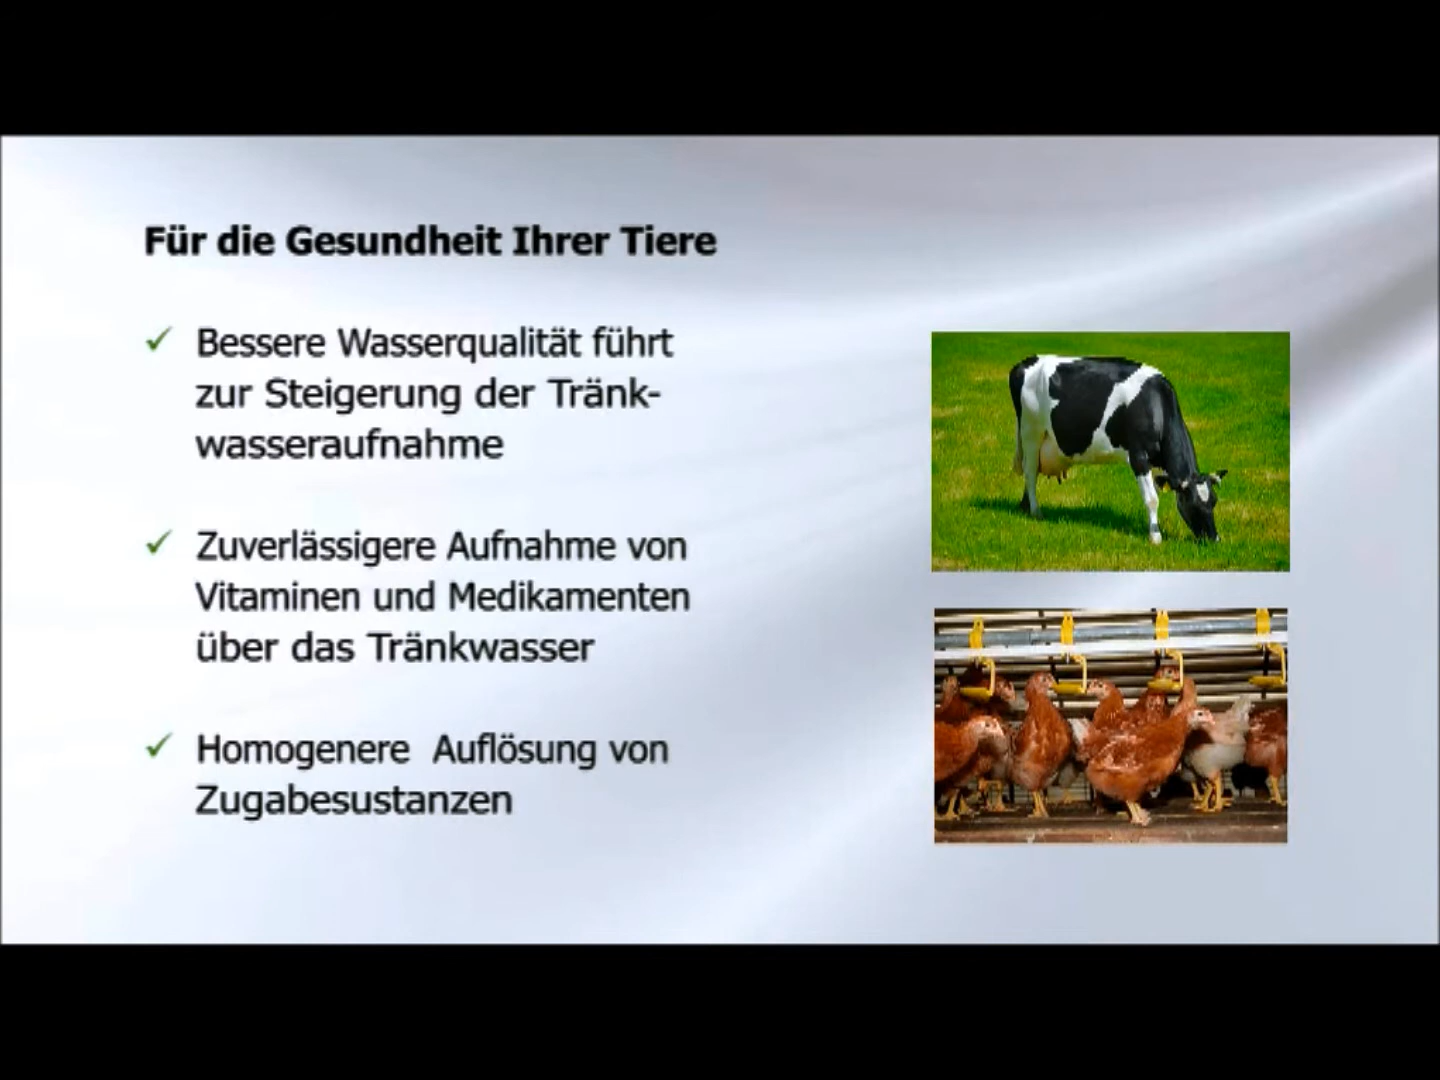 Für die Gesundheit Ihrer Tiere
Bessere Wasserqualität führt
zur Steigerung der Tränk-
wasseraufnahme
Zuverlässigere Aufnahme von
Vitaminen und Medikamenten
über das Tränkwasser
Homogenere Auflösung von
Zugabesustanzen